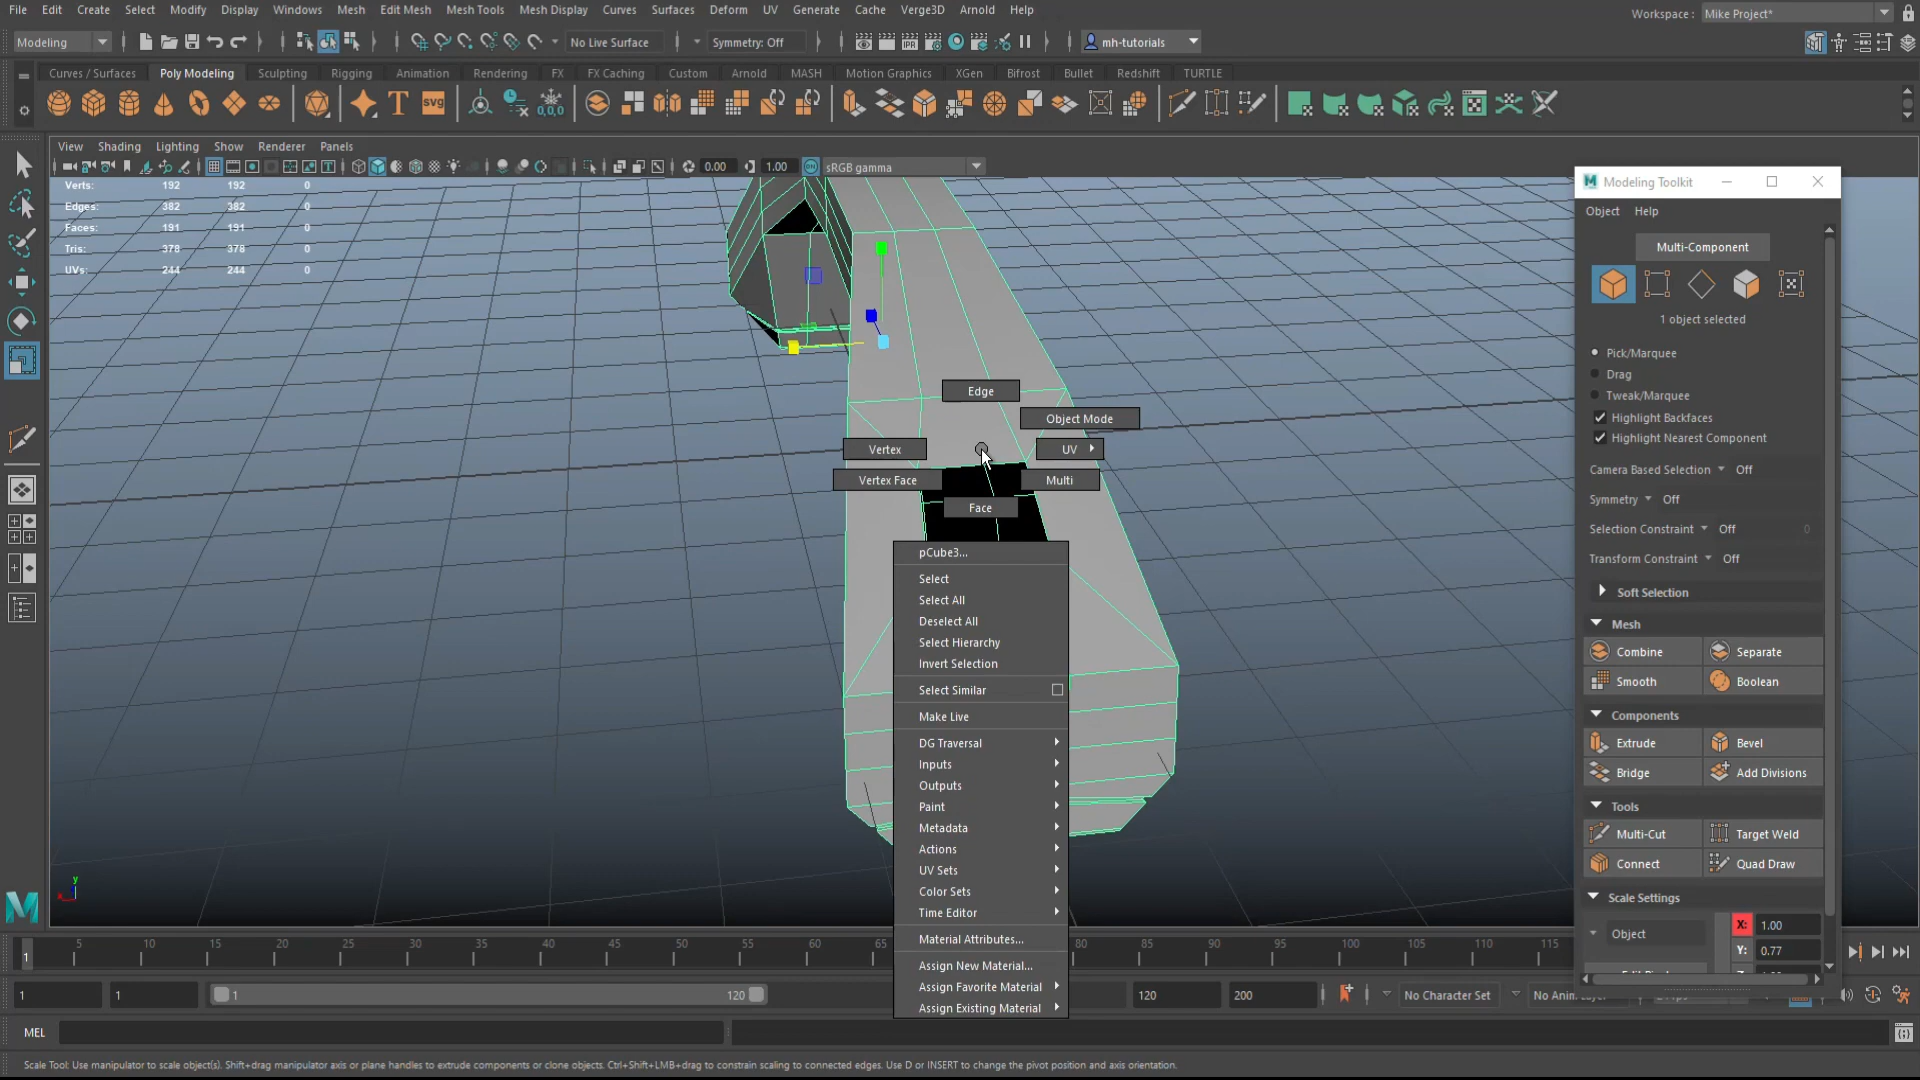 File Edit Create Select Modify Display Windows Mesh Edit Mesh Mesh Tools Mesh Display Curves Surfaces Deform UV Generate Cache Verge3D Arnold Help
Workspace : Mike Project*
Modeling No Live Surface Symmetry: Off mh-tutorials
Curves / Surfaces Poly Modeling Sculpting Rigging Animation Rendering FX FX Caching Custom Arnold MASH Motion Graphics XGen Bifrost Bullet Redshift TURTLE
T SVG 0,0,0
View Shading Lighting Show Renderer Panels
0.00 1.00 sRGB gamma
Verts: 192 192 0
Edges: 382 382 0
Faces: 191 191 0
Tris: 378 378 0
UVs: 244 244 0
Modeling Toolkit
Object Help
Multi-Component
1 object selected
Pick/Marquee
Drag
Tweak/Marquee
Highlight Backfaces
Highlight Nearest Component
Camera Based Selection Off
Symmetry Off
Selection Constraint Off 0
Transform Constraint Off
Soft Selection
Mesh
Combine Separate
Smooth Boolean
Components
Extrude Bevel
Bridge Add Divisions
Tools
Multi-Cut Target Weld
Connect Quad Draw
Scale Settings
Object X: 1.00
Y: 0.77
Edge
Object Mode
Vertex UV
Vertex Face Multi
Face
pCube3...
Select
Select All
Deselect All
Select Hierarchy
Invert Selection
Select Similar
Make Live
DG Traversal
Inputs
Outputs
Paint
Metadata
Actions
UV Sets
Color Sets
Time Editor
Material Attributes...
Assign New Material...
Assign Favorite Material
Assign Existing Material
y
x
1 5 10 15 20 25 30 35 40 45 50 55 60 65 80 85 90 95 100 105 110 115
1 1 1 120 120 200 No Character Set
MEL
Scale Tool: Use manipulator to scale object(s). Shift+drag manipulator axis or plane handles to extrude components or clone objects. Ctrl+Shift+LMB+drag to constrain scaling to connected edges. Use D or INSERT to change the pivot position and axis orientation.